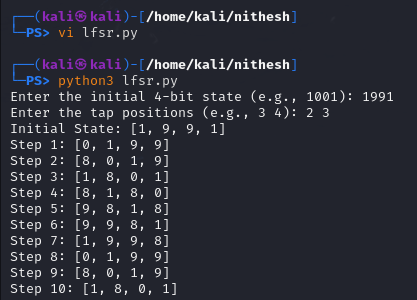 ┌──(kali㉿kali)-[/home/kali/nithesh]
└─PS> vi lfsr.py
┌──(kali㉿kali)-[/home/kali/nithesh]
└─PS> python3 lfsr.py
Enter the initial 4-bit state (e.g., 1001): 1991
Enter the tap positions (e.g., 3 4): 2 3
Initial State: [1, 9, 9, 1]
Step 1: [0, 1, 9, 9]
Step 2: [8, 0, 1, 9]
Step 3: [1, 8, 0, 1]
Step 4: [8, 1, 8, 0]
Step 5: [9, 8, 1, 8]
Step 6: [9, 9, 8, 1]
Step 7: [1, 9, 9, 8]
Step 8: [0, 1, 9, 9]
Step 9: [8, 0, 1, 9]
Step 10: [1, 8, 0, 1]